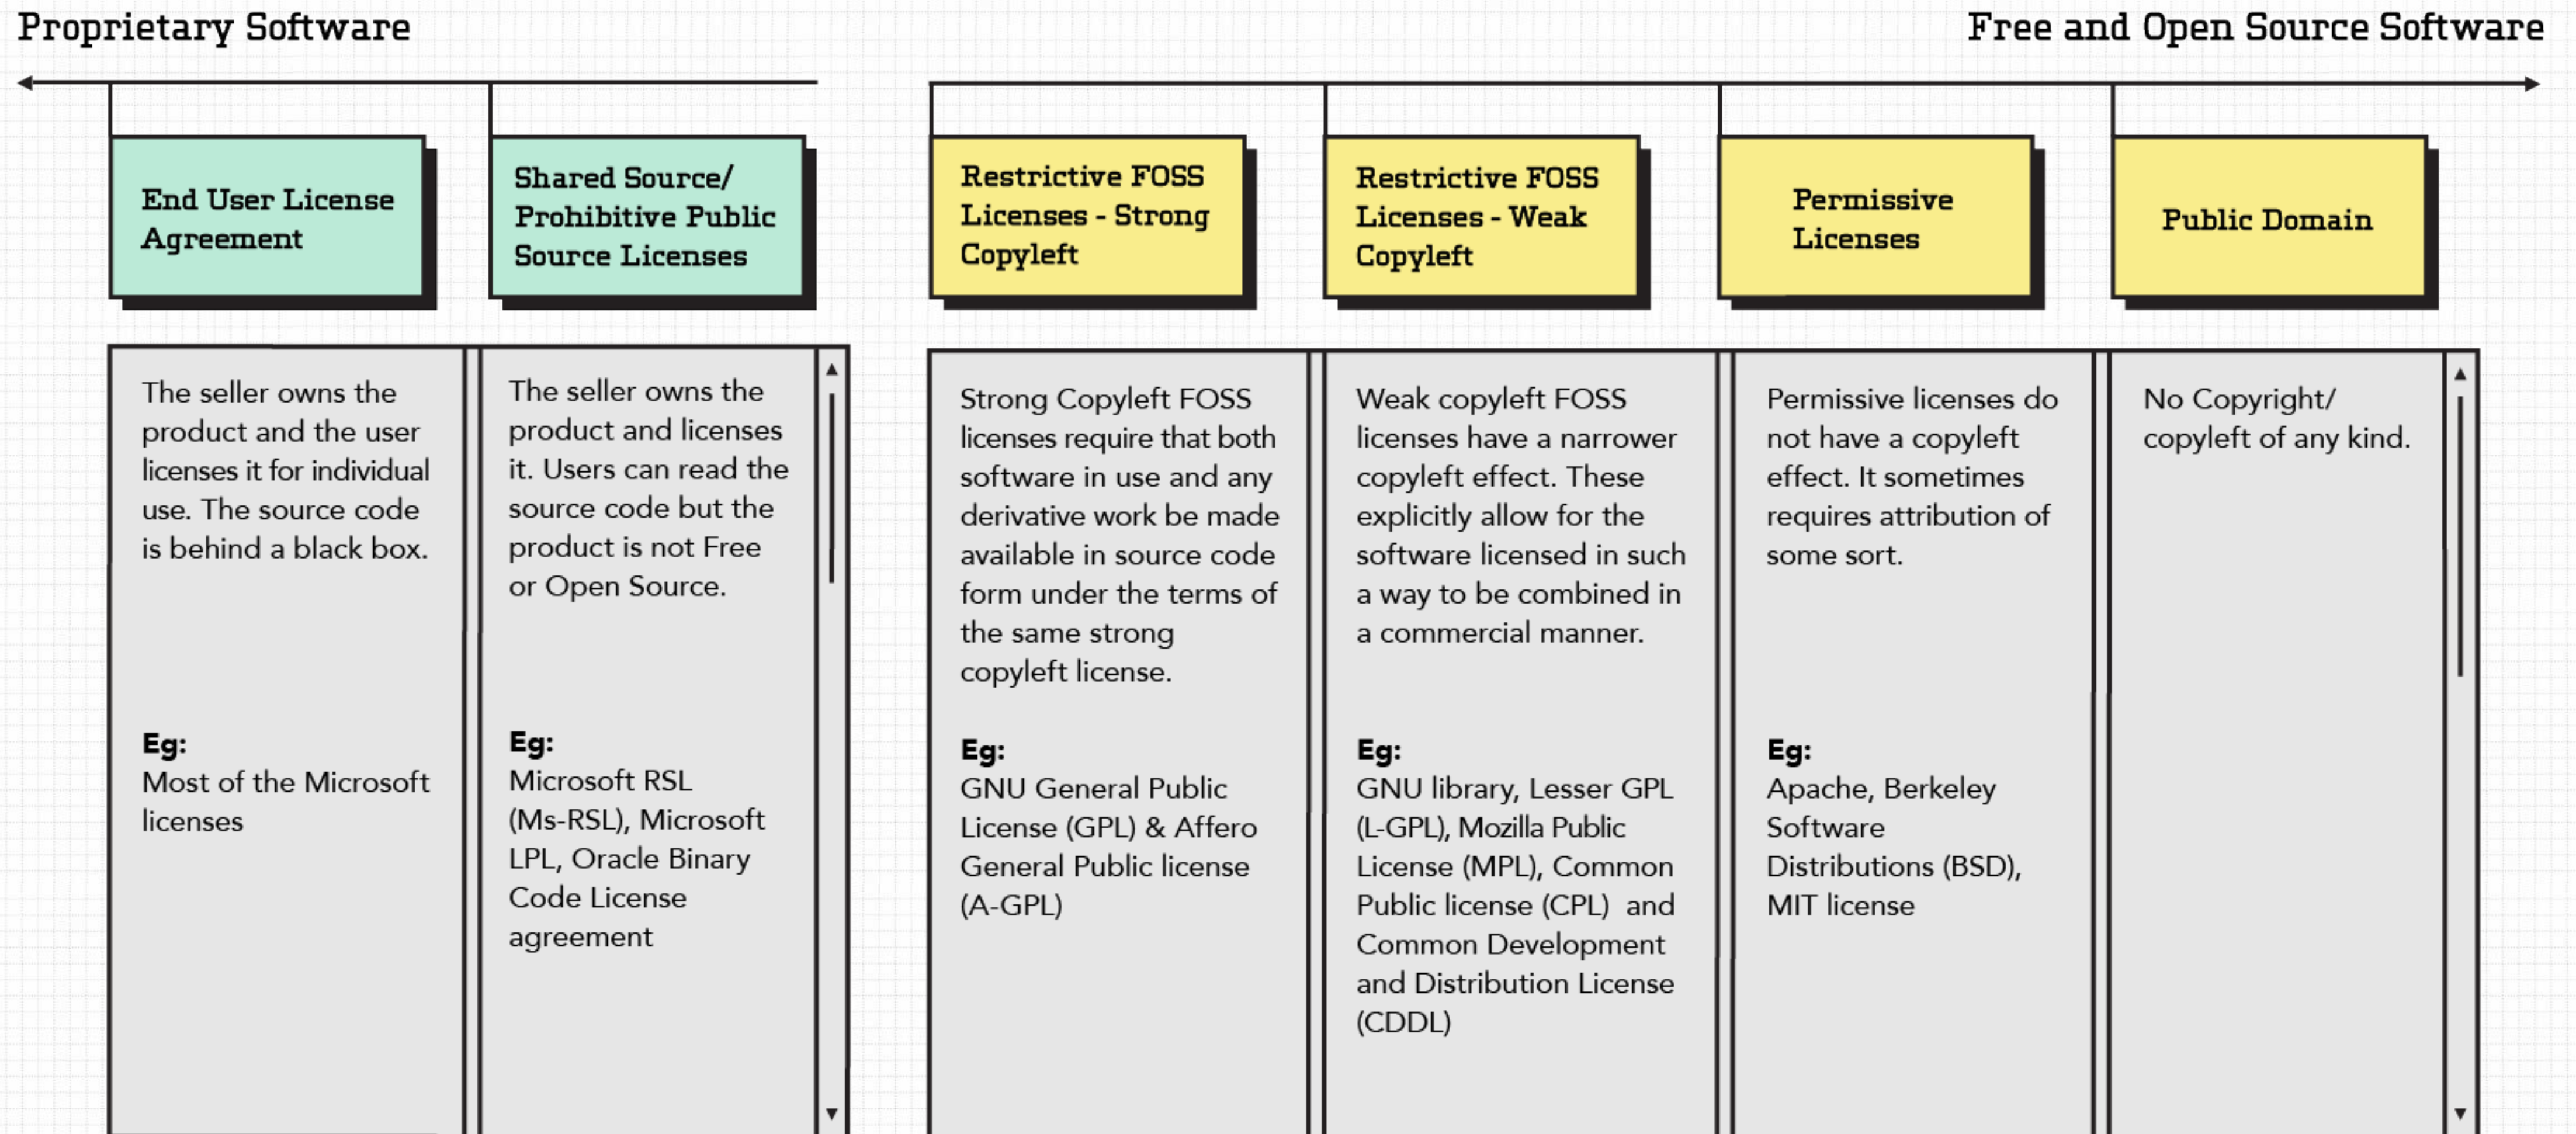 Proprietary Software
Free and Open Source Software
End User License
Agreement
Shared Source/
Prohibitive Public
Source Licenses
Restrictive FOSS
Licenses - Strong
Copyleft
Restrictive FOSS
Licenses - Weak
Copyleft
Permissive
Licenses
Public Domain
The seller owns the
product and the user
licenses it for individual
use. The source code
is behind a black box.
Eg:
Most of the Microsoft
licenses
The seller owns the
product and licenses
it. Users can read the
source code but the
product is not Free
or Open Source.
Eg:
Microsoft RSL
(Ms-RSL), Microsoft
LPL, Oracle Binary
Code License
agreement
Strong Copyleft FOSS
licenses require that both
software in use and any
derivative work be made
available in source code
form under the terms of
the same strong
copyleft license.
Eg:
GNU General Public
License (GPL) & Affero
General Public license
(A-GPL)
Weak copyleft FOSS
licenses have a narrower
copyleft effect. These
explicitly allow for the
software licensed in such
a way to be combined in
a commercial manner.
Eg:
GNU library, Lesser GPL
(L-GPL), Mozilla Public
License (MPL), Common
Public license (CPL)  and
Common Development
and Distribution License
(CDDL)
Permissive licenses do
not have a copyleft
effect. It sometimes
requires attribution of
some sort.
Eg:
Apache, Berkeley
Software
Distributions (BSD),
MIT license
No Copyright/
copyleft of any kind.